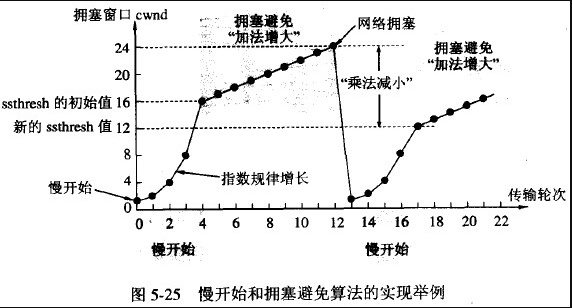 拥塞窗口 cwnd
拥塞避免
“加法增大”
网络拥塞
拥塞避免
“加法增大”
24
20
“乘法减小”
ssthresh 的初始值
16
新的 ssthresh 值
12
8
4
指数规律增长
慢开始
0
传输轮次
0 2 4 6 8 10 12 14 16 18 20 22
慢开始
慢开始
图 5-25 慢开始和拥塞避免算法的实现举例